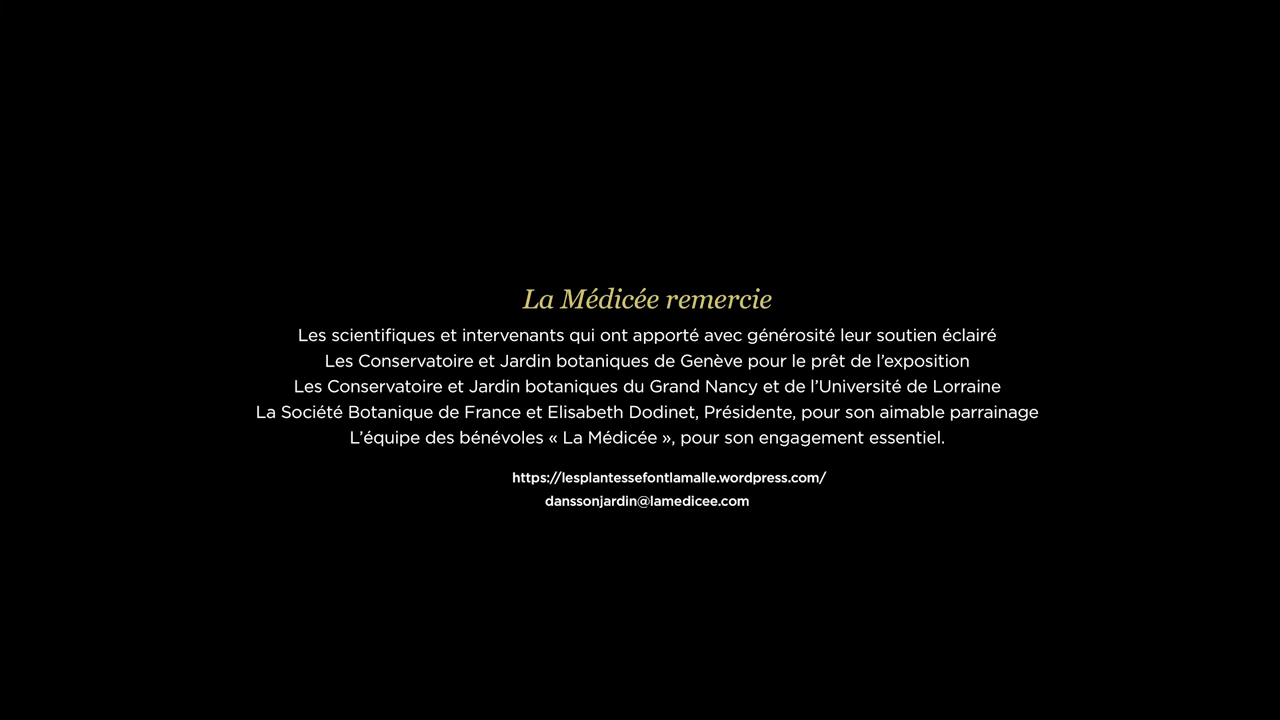 La Médicée remercie
Les scientifiques et intervenants qui ont apporté avec générosité leur soutien éclairé
Les Conservatoire et Jardin botaniques de Genève pour le prêt de l’exposition
Les Conservatoire et Jardin botaniques du Grand Nancy et de l’Université de Lorraine
La Société Botanique de France et Elisabeth Dodinet, Présidente, pour son aimable parrainage
L’équipe des bénévoles « La Médicée », pour son engagement essentiel.
https://lesplantessefontlamalle.wordpress.com/
danssonjardin@lamedicee.com